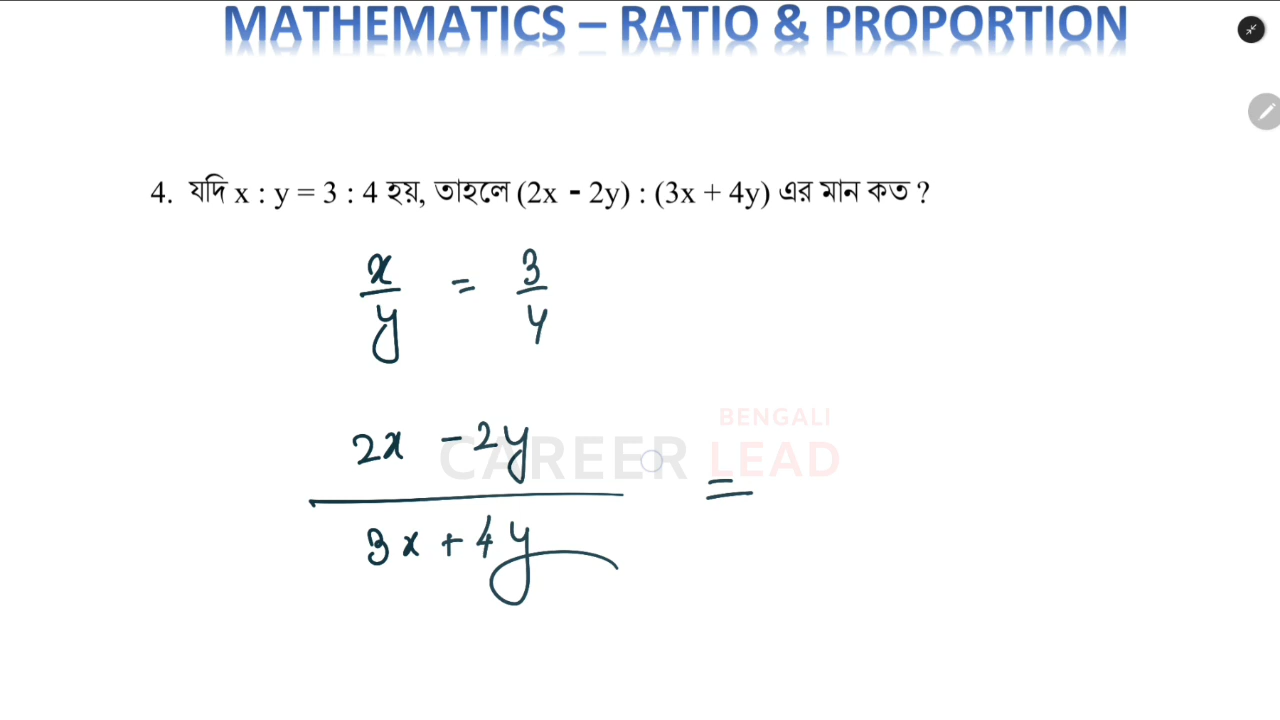 MATHEMATICS – RATIO & PROPORTION
4. যদি x : y = 3 : 4 হয়, তাহলে (2x - 2y) : (3x + 4y) এর মান কত ?
x/y = 3/4
BENGALI
CAREER LEAD
2x - 2y
=
3x + 4y